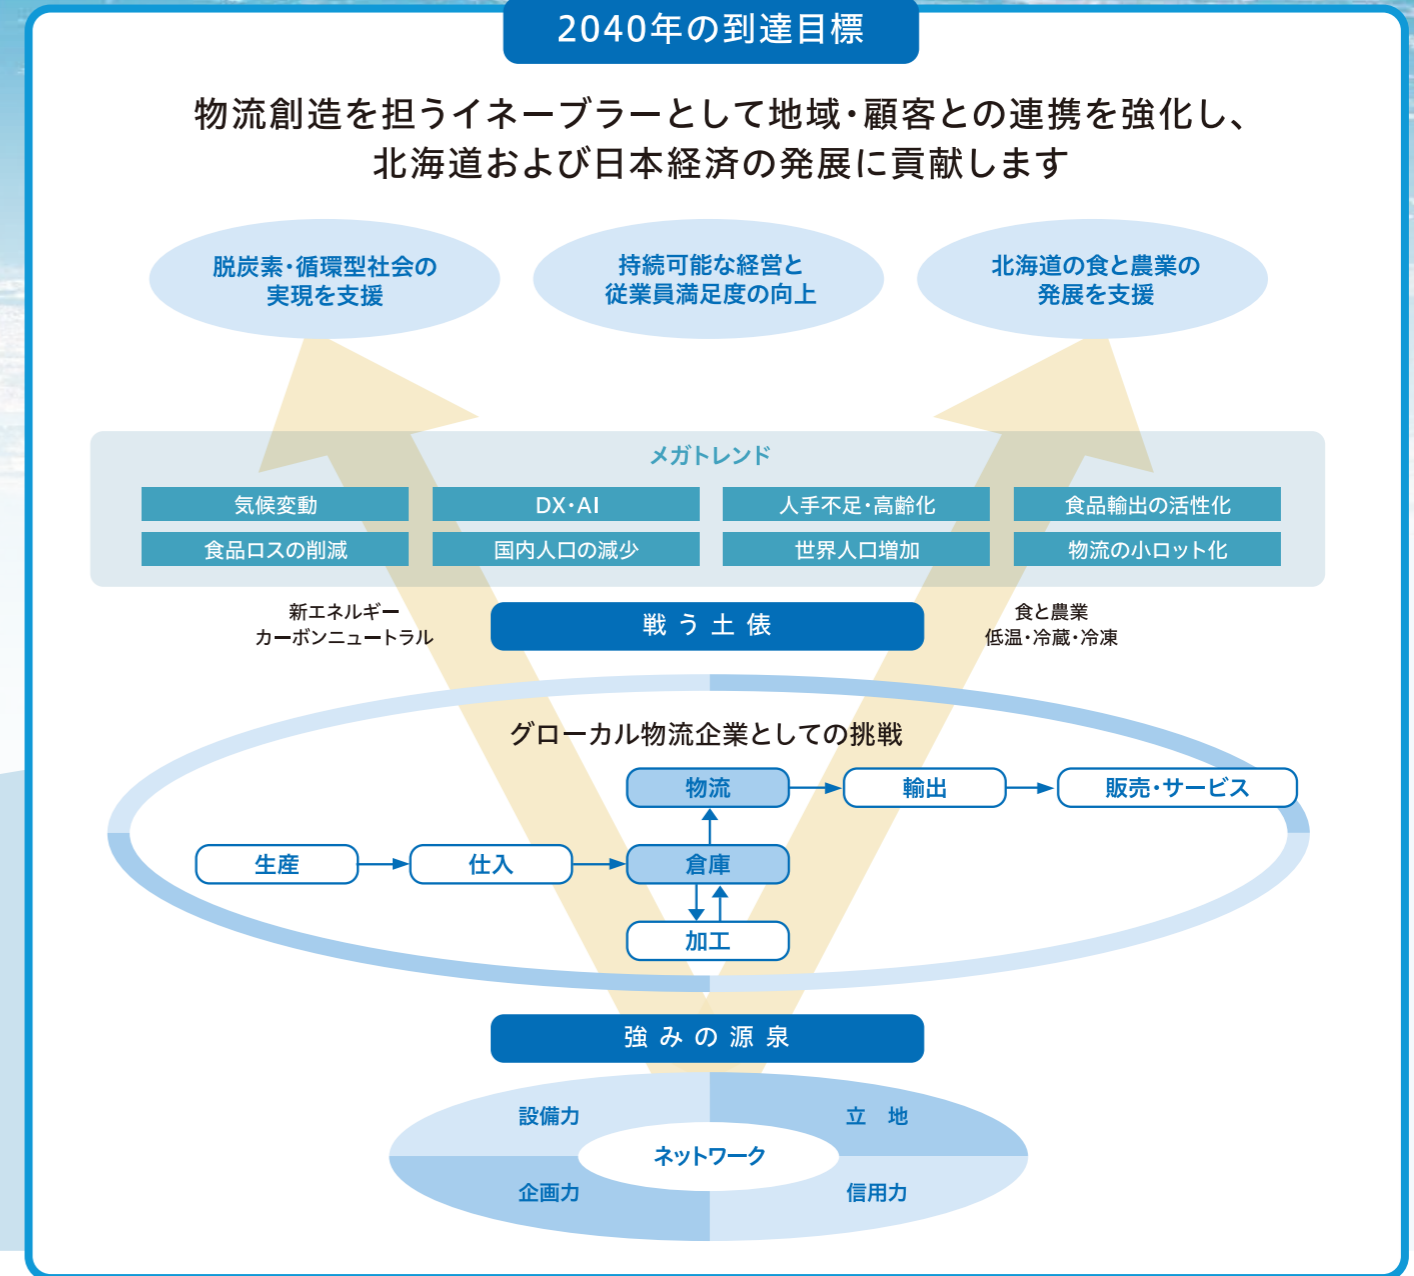 2040年の到達目標
物流創造を担うイネーブラーとして地域・顧客との連携を強化し、
北海道および日本経済の発展に貢献します
脱炭素・循環型社会の
実現を支援
持続可能な経営と
従業員満足度の向上
北海道の食と農業の
発展を支援
メガトレンド
気候変動
DX・AI
人手不足・高齢化
食品輸出の活性化
食品ロスの削減
国内人口の減少
世界人口増加
物流の小ロット化
新エネルギー
カーボンニュートラル
戦う土俵
食と農業
低温・冷蔵・冷凍
グローカル物流企業としての挑戦
物流
輸出
販売・サービス
生産
仕入
倉庫
加工
強みの源泉
設備力
立　地
ネットワーク
企画力
信用力